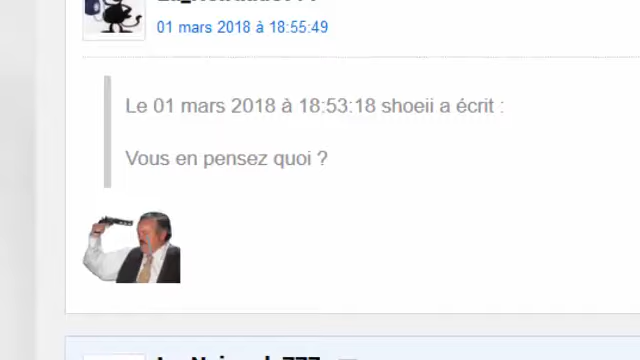 01 mars 2018 à 18:55:49
Le 01 mars 2018 à 18:53:18 shoeii a écrit :
Vous en pensez quoi ?